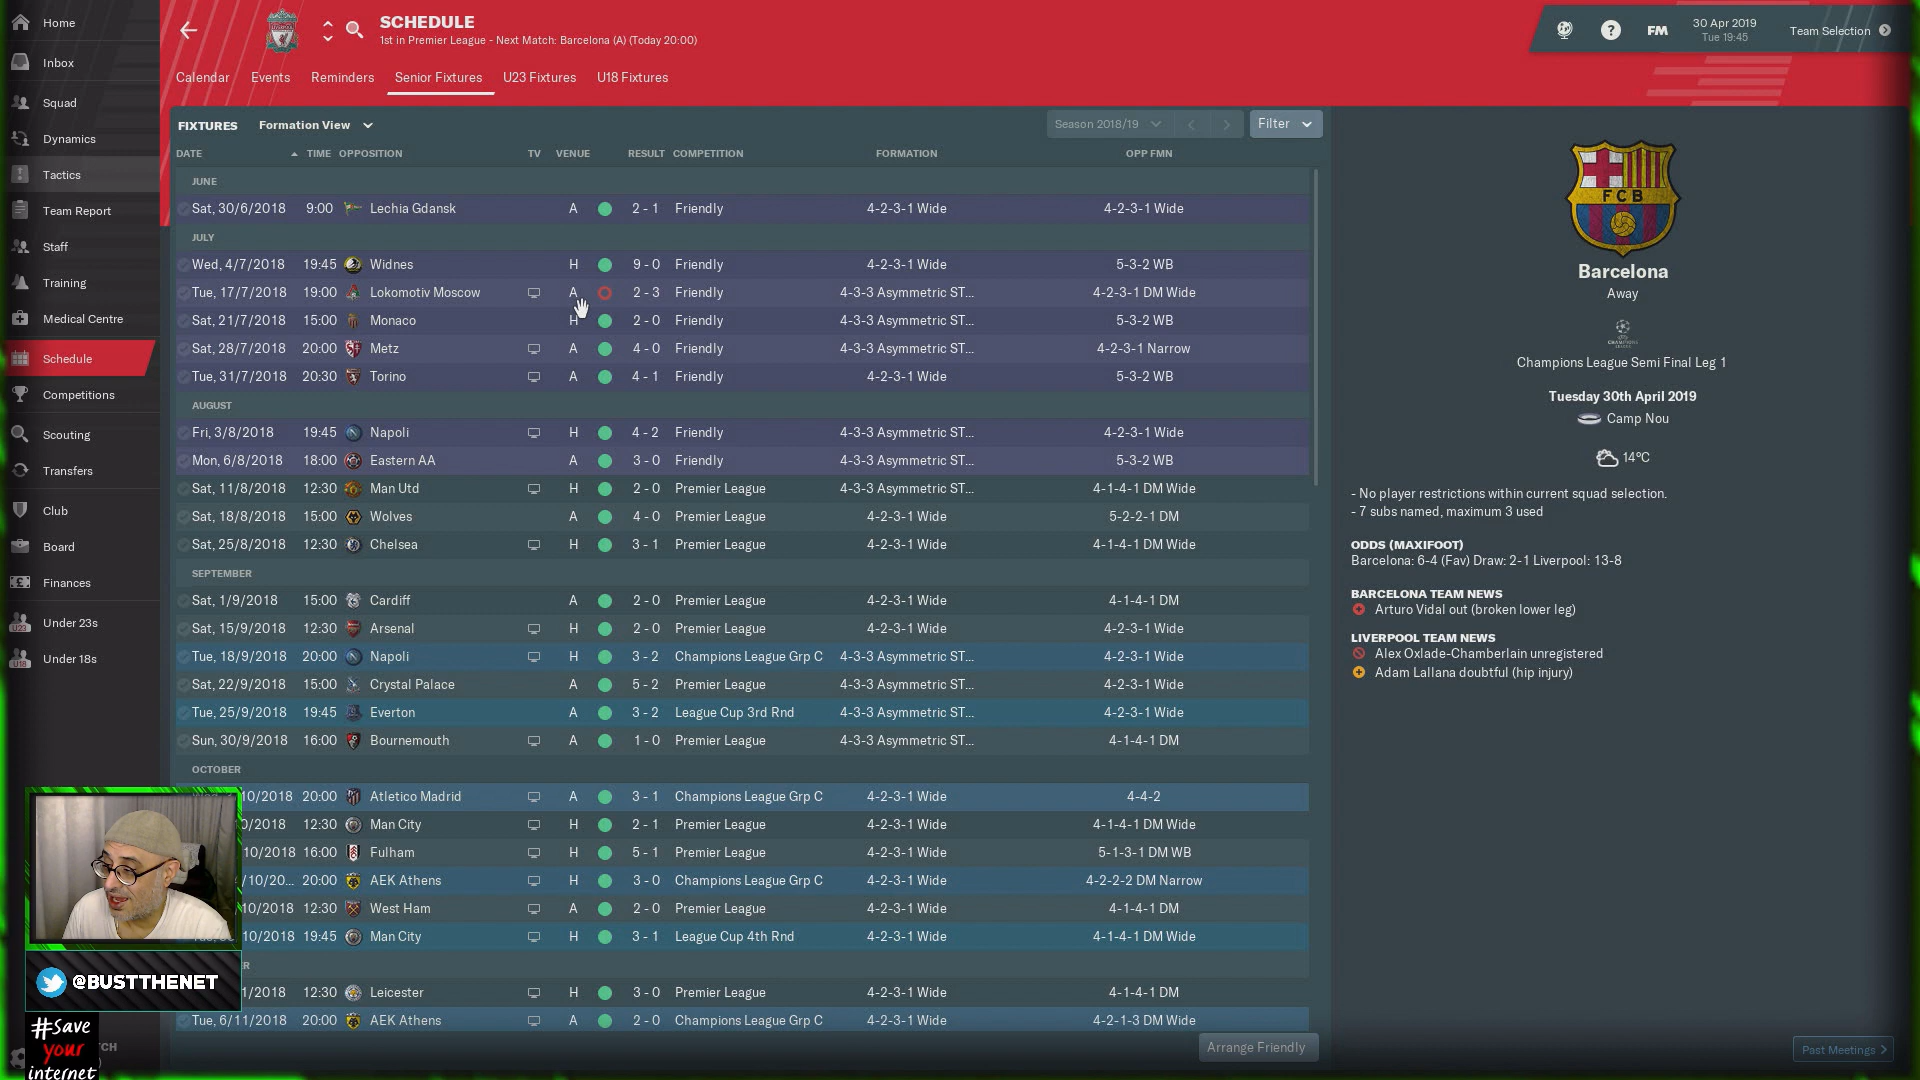 Home
Inbox
Squad
Dynamics
Tactics
Team Report
Staff
Training
Medical Centre
Schedule
Competitions
Scouting
Transfers
Club
Board
Finances
Under 23s
Under 18s
SCHEDULE
1st in Premier League - Next Match: Barcelona (A) (Today 20:00)
FM
30 Apr 2019
Tue 19:45
Team Selection
Calendar Events Reminders Senior Fixtures U23 Fixtures U18 Fixtures
FIXTURES Formation View Season 2018/19 Filter
DATE TIME OPPOSITION TV VENUE RESULT COMPETITION FORMATION OPP FMN
JUNE
Sat, 30/6/2018 9:00 Lechia Gdansk A 2 - 1 Friendly 4-2-3-1 Wide 4-2-3-1 Wide
JULY
Wed, 4/7/2018 19:45 Widnes H 9 - 0 Friendly 4-2-3-1 Wide 5-3-2 WB
Tue, 17/7/2018 19:00 Lokomotiv Moscow A 2 - 3 Friendly 4-3-3 Asymmetric ST... 4-2-3-1 DM Wide
Sat, 21/7/2018 15:00 Monaco H 2 - 0 Friendly 4-3-3 Asymmetric ST... 5-3-2 WB
Sat, 28/7/2018 20:00 Metz A 4 - 0 Friendly 4-3-3 Asymmetric ST... 4-2-3-1 Narrow
Tue, 31/7/2018 20:30 Torino A 4 - 1 Friendly 4-2-3-1 Wide 5-3-2 WB
AUGUST
Fri, 3/8/2018 19:45 Napoli H 4 - 2 Friendly 4-3-3 Asymmetric ST... 4-2-3-1 Wide
Mon, 6/8/2018 18:00 Eastern AA A 3 - 0 Friendly 4-3-3 Asymmetric ST... 5-3-2 WB
Sat, 11/8/2018 12:30 Man Utd H 2 - 0 Premier League 4-3-3 Asymmetric ST... 4-1-4-1 DM Wide
Sat, 18/8/2018 15:00 Wolves A 4 - 0 Premier League 4-2-3-1 Wide 5-2-2-1 DM
Sat, 25/8/2018 12:30 Chelsea H 3 - 1 Premier League 4-2-3-1 Wide 4-1-4-1 DM Wide
SEPTEMBER
Sat, 1/9/2018 15:00 Cardiff A 2 - 0 Premier League 4-2-3-1 Wide 4-1-4-1 DM
Sat, 15/9/2018 12:30 Arsenal H 2 - 0 Premier League 4-2-3-1 Wide 4-2-3-1 Wide
Tue, 18/9/2018 20:00 Napoli H 3 - 2 Champions League Grp C 4-3-3 Asymmetric ST... 4-2-3-1 Wide
Sat, 22/9/2018 15:00 Crystal Palace A 5 - 2 Premier League 4-3-3 Asymmetric ST... 4-2-3-1 Wide
Tue, 25/9/2018 19:45 Everton A 3 - 2 League Cup 3rd Rnd 4-3-3 Asymmetric ST... 4-2-3-1 Wide
Sun, 30/9/2018 16:00 Bournemouth A 1 - 0 Premier League 4-3-3 Asymmetric ST... 4-1-4-1 DM
OCTOBER
10/2018 20:00 Atletico Madrid A 3 - 1 Champions League Grp C 4-2-3-1 Wide 4-4-2
0/2018 12:30 Man City H 2 - 1 Premier League 4-2-3-1 Wide 4-1-4-1 DM Wide
10/2018 16:00 Fulham H 5 - 1 Premier League 4-2-3-1 Wide 5-1-3-1 DM WB
/10/20... 20:00 AEK Athens H 3 - 0 Champions League Grp C 4-2-3-1 Wide 4-2-2-2 DM Narrow
10/2018 12:30 West Ham A 2 - 0 Premier League 4-2-3-1 Wide 4-1-4-1 DM
10/2018 19:45 Man City H 3 - 1 League Cup 4th Rnd 4-2-3-1 Wide 4-1-4-1 DM Wide
ER
1/2018 12:30 Leicester H 3 - 0 Premier League 4-2-3-1 Wide 4-1-4-1 DM
Tue, 6/11/2018 20:00 AEK Athens A 2 - 0 Champions League Grp C 4-2-3-1 Wide 4-2-1-3 DM Wide
Arrange Friendly
FCB
Barcelona
Away
Champions League Semi Final Leg 1
Tuesday 30th April 2019
Camp Nou
14°C
- No player restrictions within current squad selection.
- 7 subs named, maximum 3 used
ODDS (MAXIFOOT)
Barcelona: 6-4 (Fav) Draw: 2-1 Liverpool: 13-8
BARCELONA TEAM NEWS
Arturo Vidal out (broken lower leg)
LIVERPOOL TEAM NEWS
Alex Oxlade-Chamberlain unregistered
Adam Lallana doubtful (hip injury)
Past Meetings
@BUSTTHENET
#Save
your
internet
TCH